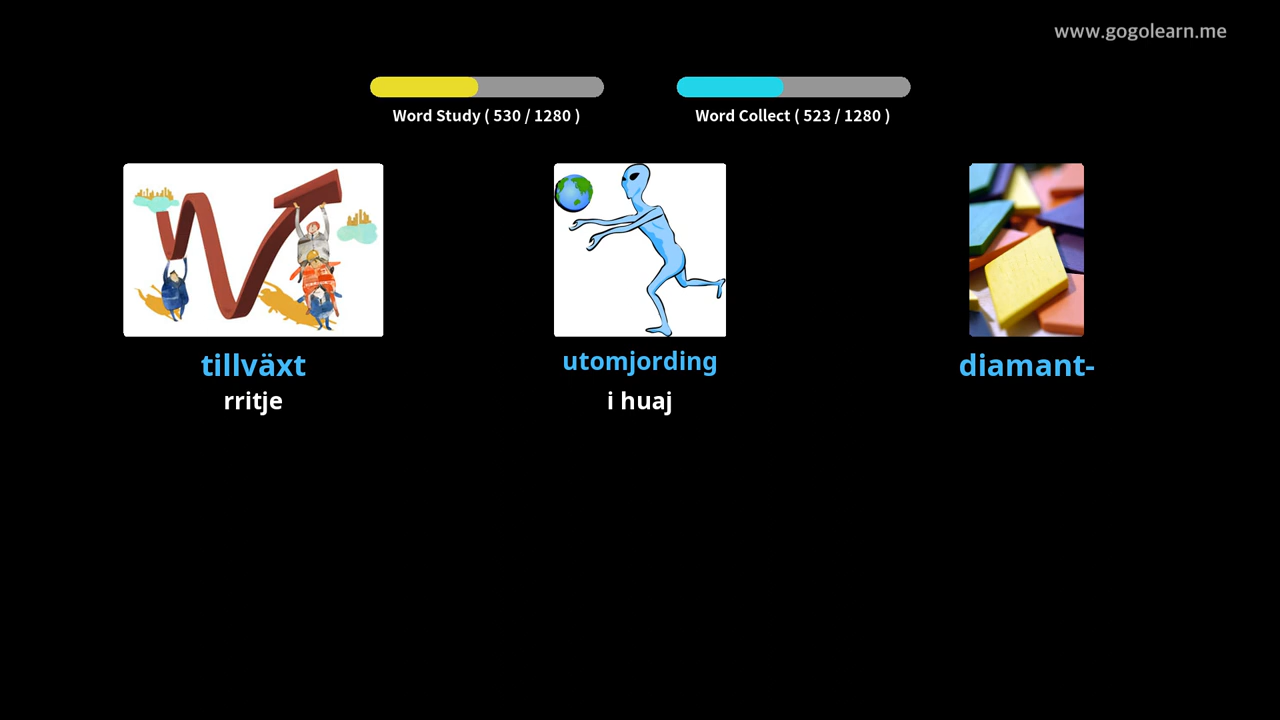 www.gogolearn.me
Word Study ( 530 / 1280 )
Word Collect ( 523 / 1280 )
tillväxt
rritje
utomjording
i huaj
diamant-